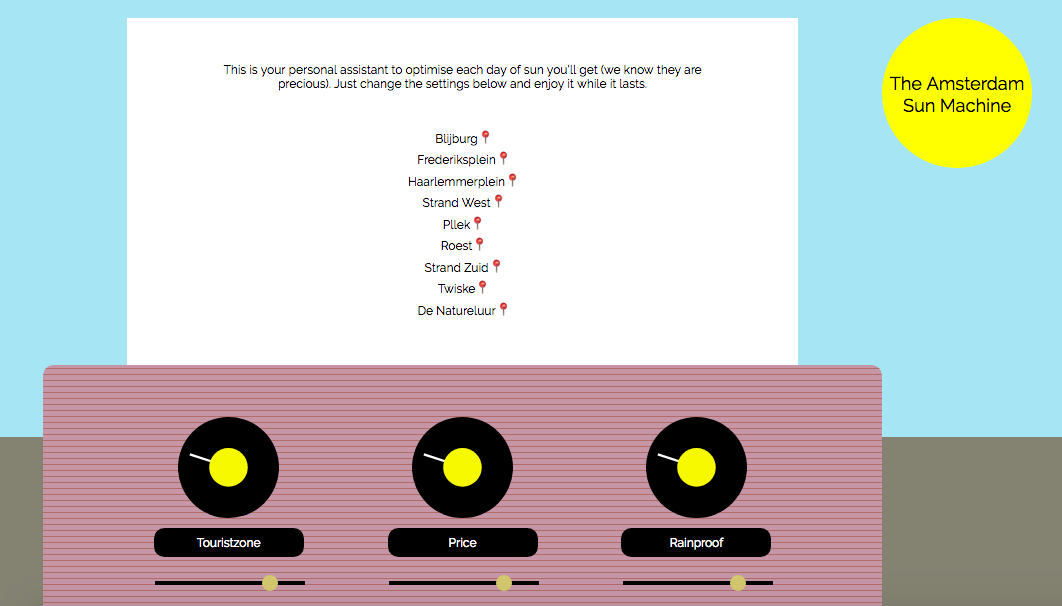 This is your personal assistant to optimise each day of sun you'll get (we know they are
precious). Just change the settings below and enjoy it while it lasts.
The Amsterdam
Sun Machine
Blijburg
Frederiksplein
Haarlemmerplein
Strand West
Pllek
Roest
Strand Zuid
Twiske
De Natureluur
Touristzone
Price
Rainproof